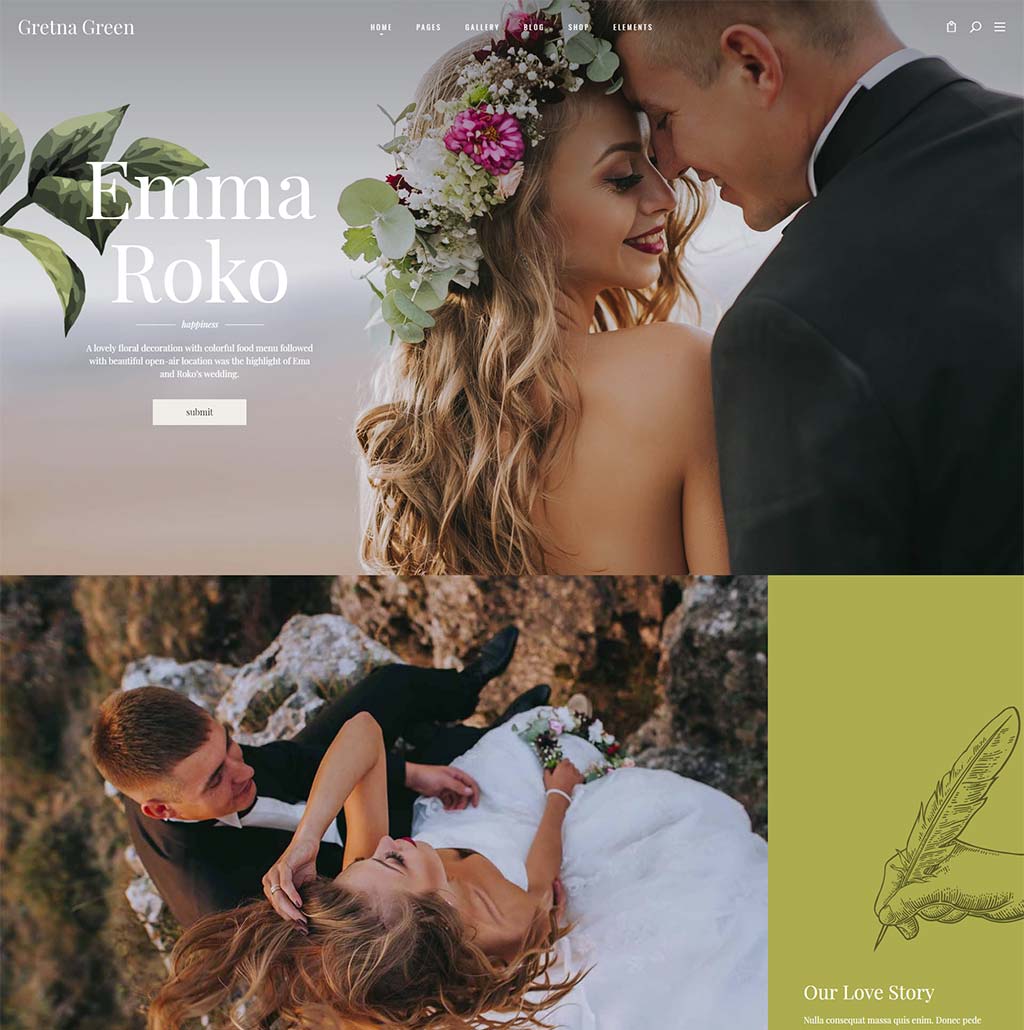 Gretna Green
HOME PAGES GALLERY BLOG SHOP ELEMENTS
Emma
Roko
happiness
A lovely floral decoration with colorful food menu followed
with beautiful open-air location was the highlight of Ema
and Roko's wedding.
submit
Our Love Story
Nulla consequat massa quis enim. Donec pede